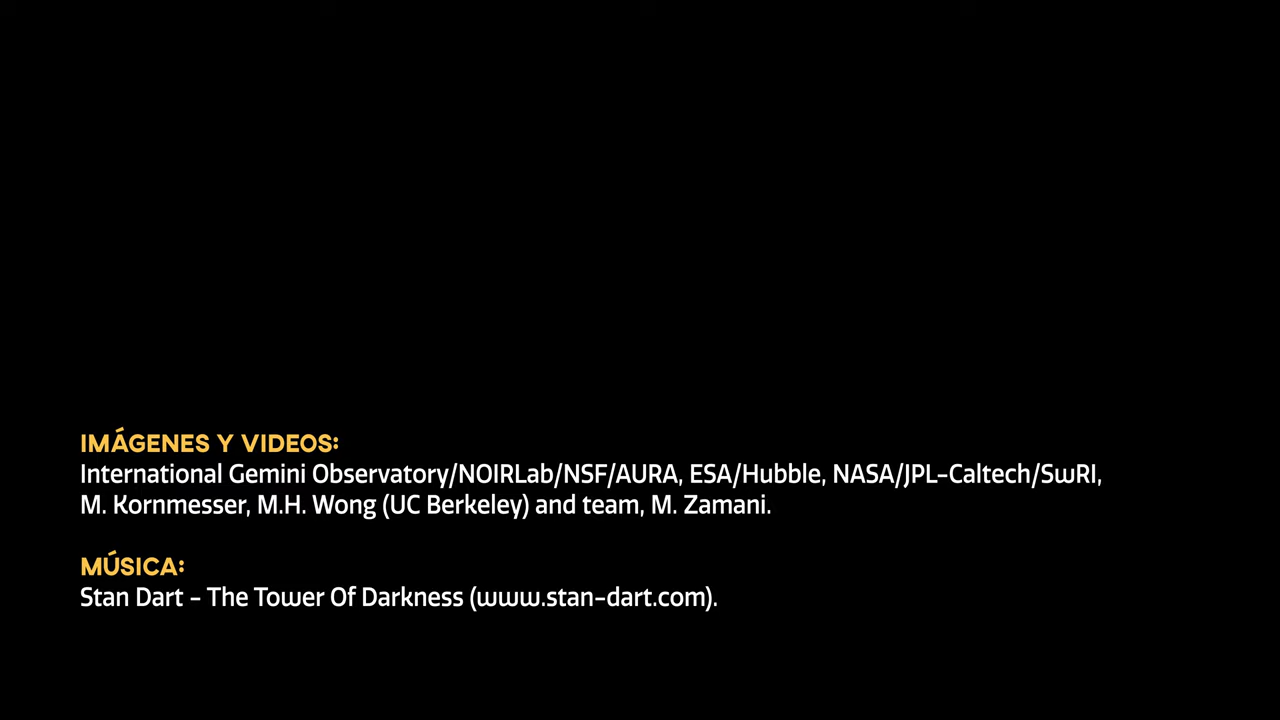 IMÁGENES Y VIDEOS:
International Gemini Observatory/NOIRLab/NSF/AURA, ESA/Hubble, NASA/JPL-Caltech/SwRI,
M. Kornmesser, M.H. Wong (UC Berkeley) and team, M. Zamani.
MÚSICA:
Stan Dart - The Tower Of Darkness (www.stan-dart.com).